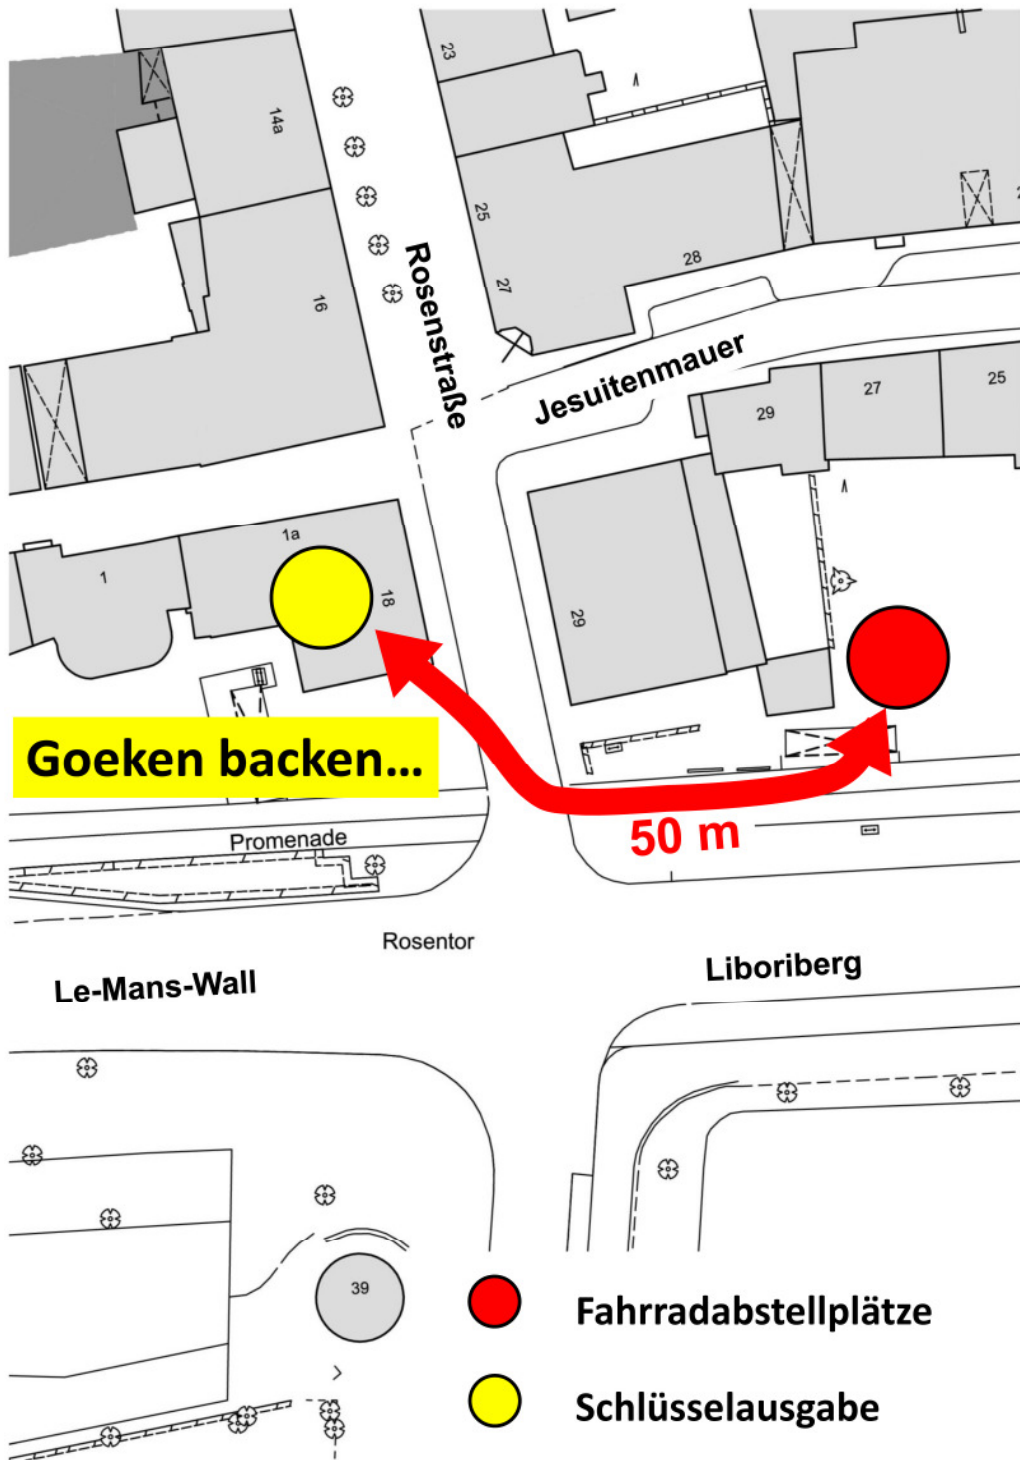 23
14a
25
27
28
16
Rosenstraße
Jesuitenmauer
29
27
25
1a
1
18
29
Goeken backen...
50 m
Promenade
Rosentor
Le-Mans-Wall
Liboriberg
39
Fahrradabstellplätze
Schlüsselausgabe